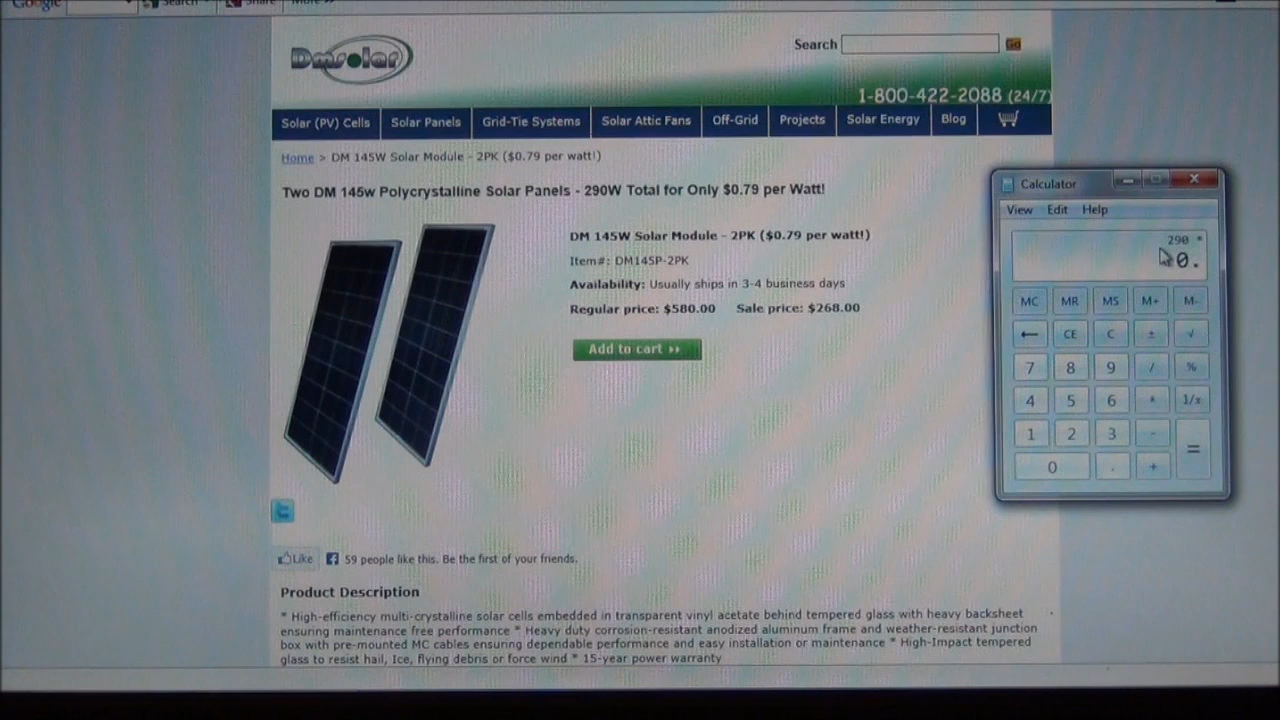 Google
Search
Share
More »
Dmsolar
Search
Go
1-800-422-2088 (24/7)
Solar (PV) Cells
Solar Panels
Grid-Tie Systems
Solar Attic Fans
Off-Grid
Projects
Solar Energy
Blog
Home > DM 145W Solar Module - 2PK ($0.79 per watt!)
Two DM 145w Polycrystalline Solar Panels - 290W Total for Only $0.79 per Watt!
DM 145W Solar Module - 2PK ($0.79 per watt!)
Item#: DM145P-2PK
Availability: Usually ships in 3-4 business days
Regular price: $580.00 Sale price: $268.00
Add to cart
Like
59 people like this. Be the first of your friends.
Product Description
* High-efficiency multi-crystalline solar cells embedded in transparent vinyl acetate behind tempered glass with heavy backsheet
ensuring maintenance free performance * Heavy duty corrosion-resistant anodized aluminum frame and weather-resistant junction
box with pre-mounted MC cables ensuring dependable performance and easy installation or maintenance * High-Impact tempered
glass to resist hail, Ice, flying debris or force wind * 15-year power warranty
Calculator
View Edit Help
290 *
0.
MC MR MS M+ M-
← CE C ± √
7 8 9 / %
4 5 6 * 1/x
1 2 3 - =
0 . +